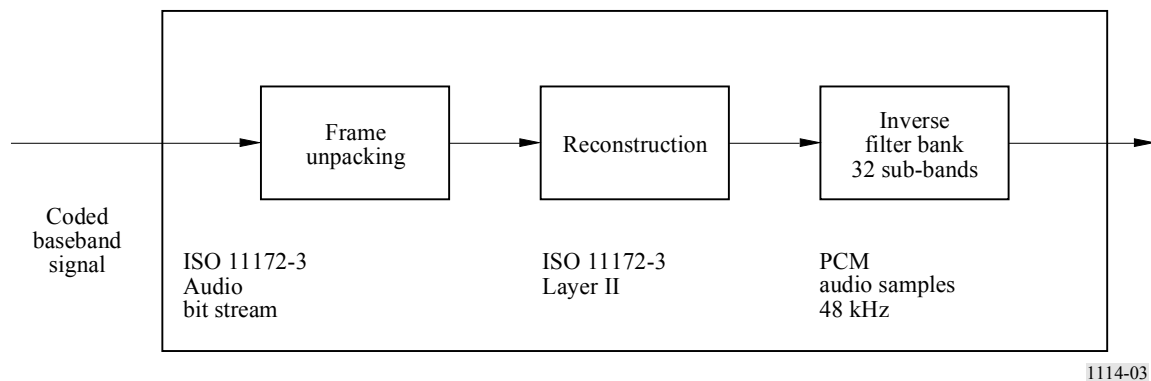 Frame
unpacking
Reconstruction
Inverse
filter bank
32 sub-bands
Coded
baseband
signal
ISO 11172-3
Audio
bit stream
ISO 11172-3
Layer II
PCM
audio samples
48 kHz
1114-03